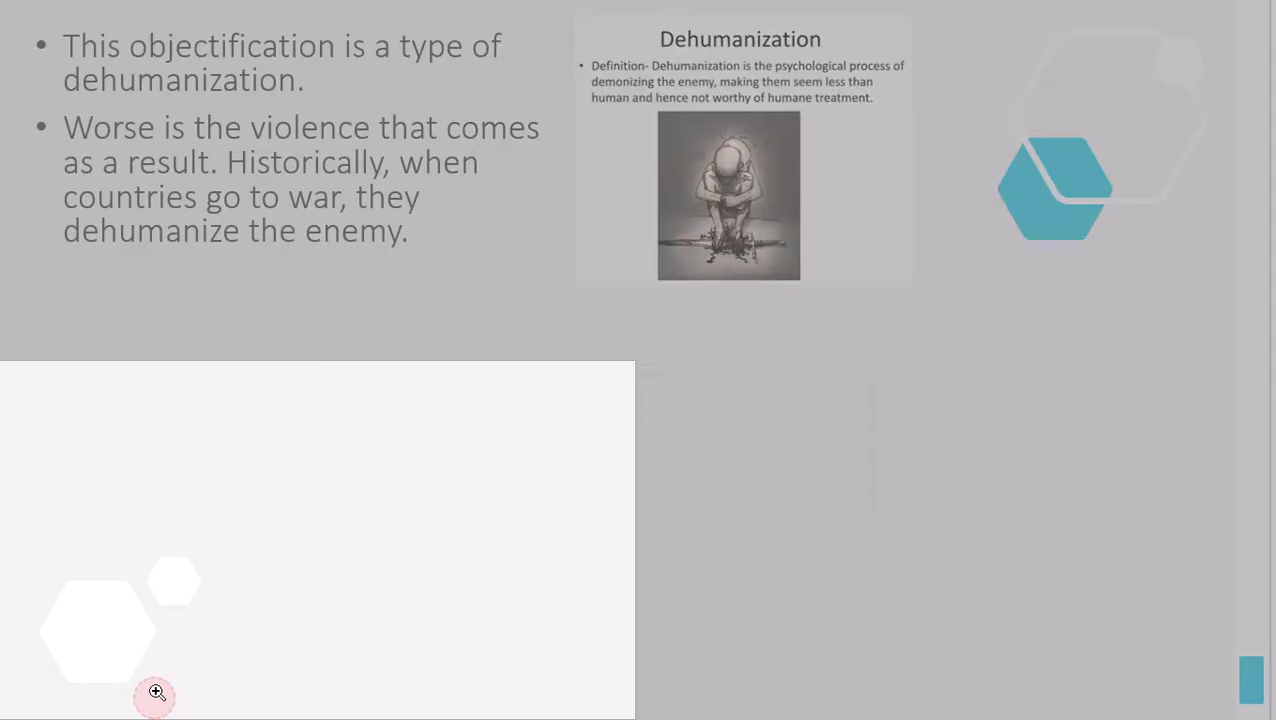 • This objectification is a type of
dehumanization.
• Worse is the violence that comes
as a result. Historically, when
countries go to war, they
dehumanize the enemy.
Dehumanization
• Definition- Dehumanization is the psychological process of
demonizing the enemy, making them seem less than
human and hence not worthy of humane treatment.